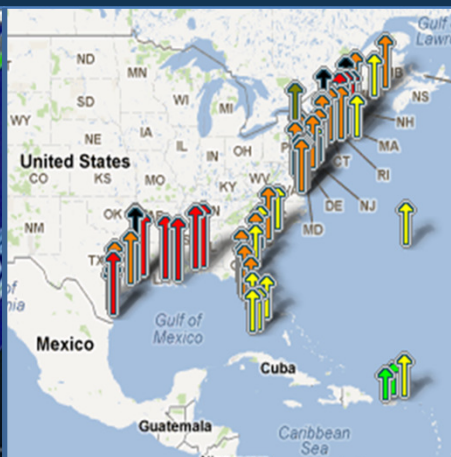 Gulf of
Lawre
ND
MN
NB
NS
SD
WI
MI
WY
NH
IA
MA
NE
IL
IN
OH
P
CT
RI
United States
CO
KS
MO
KY
WV
V
DE
NJ
MD
OK
NM
TX
Gulf of
Mexico
Mexico
Cuba
Guatemala
Caribbean
Sea